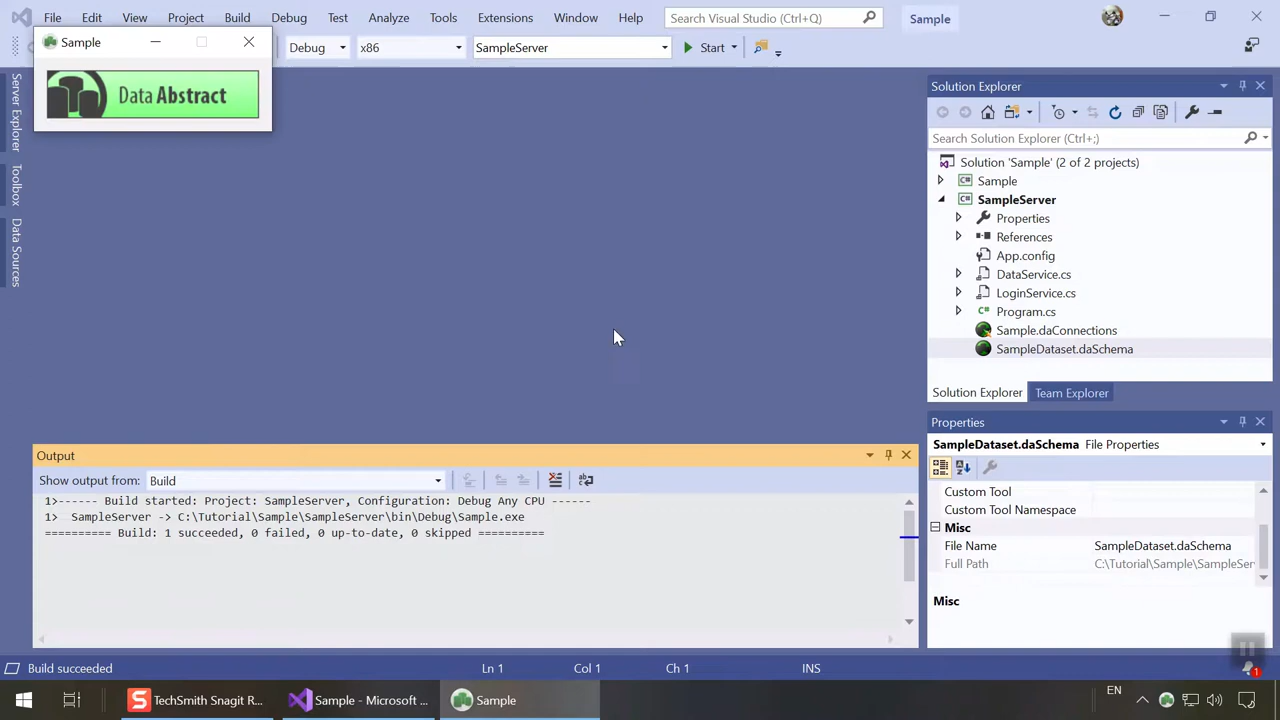 File Edit View Project Build Debug Test Analyze Tools Extensions Window Help Search Visual Studio (Ctrl+Q) Sample
Sample
Debug x86 SampleServer Start
Data Abstract
Server Explorer
Toolbox
Data Sources
Solution Explorer
Search Solution Explorer (Ctrl+;)
Solution 'Sample' (2 of 2 projects)
C# Sample
C# SampleServer
Properties
References
App.config
DataService.cs
LoginService.cs
C# Program.cs
Sample.daConnections
SampleDataset.daSchema
Solution Explorer Team Explorer
Properties
SampleDataset.daSchema File Properties
Custom Tool
Custom Tool Namespace
Misc
File Name SampleDataset.daSchema
Full Path C:\Tutorial\Sample\SampleSer
Misc
Output
Show output from: Build
1>------ Build started: Project: SampleServer, Configuration: Debug Any CPU ------
1>  SampleServer -> C:\Tutorial\Sample\SampleServer\bin\Debug\Sample.exe
========== Build: 1 succeeded, 0 failed, 0 up-to-date, 0 skipped ==========
Build succeeded Ln 1 Col 1 Ch 1 INS 1
TechSmith Snagit R... Sample - Microsoft ... Sample EN